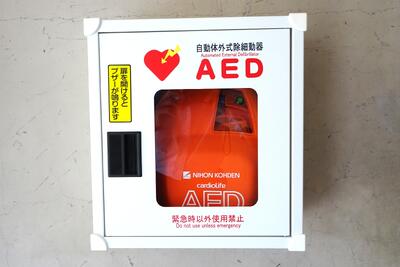 自動体外式除細動器
Automated External Defibrillator
AED
扉を開けると
ブザーが鳴ります
NIHON KOHDEN
cardiolife
AED
緊急時以外使用禁止
Do not use unless emergency